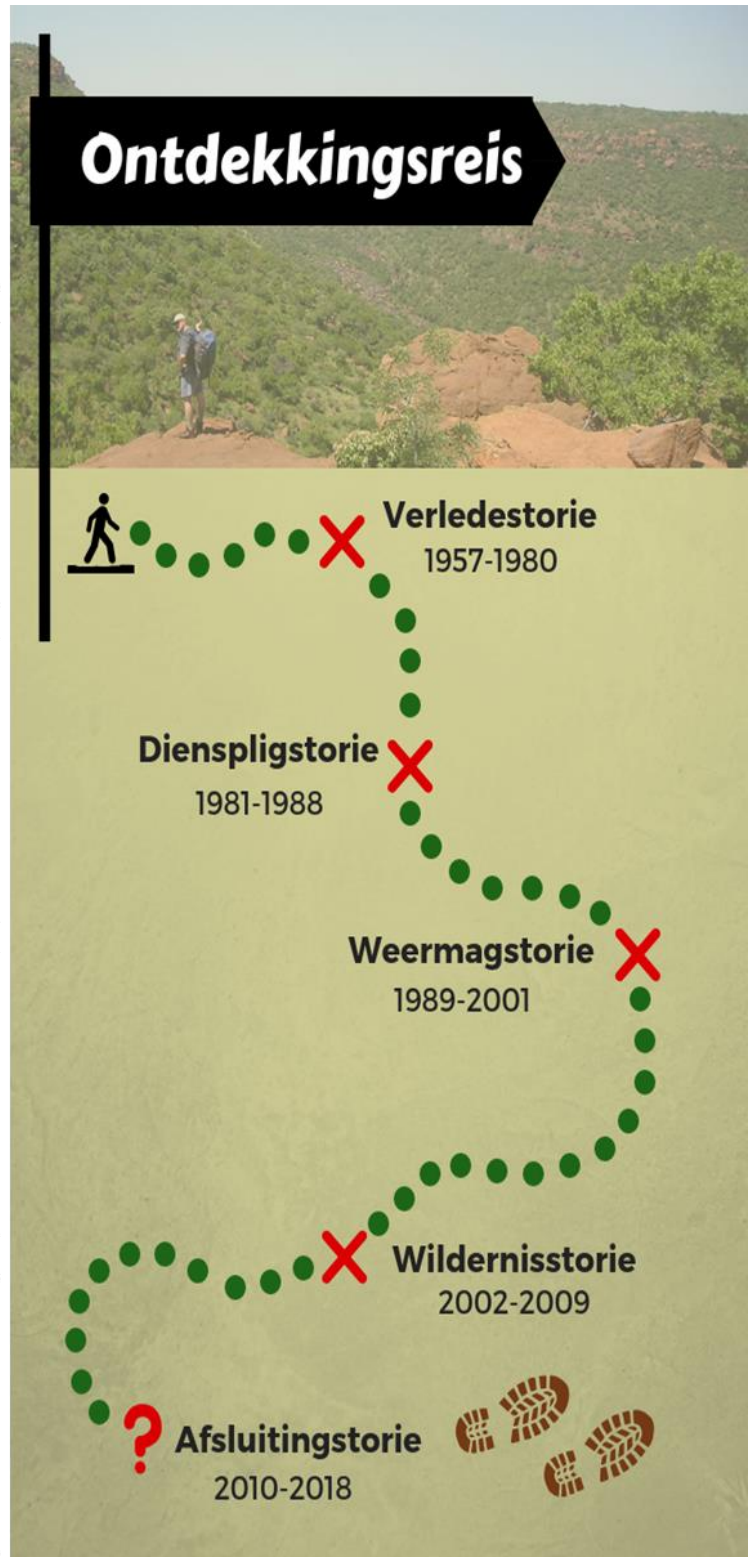 Ontdekkingsreis
Verledestorie
1957-1980
Dienspligstorie
1981-1988
Weermagstorie
1989-2001
Wildernisstorie
2002-2009
?
Afsluitingstorie
2010-2018